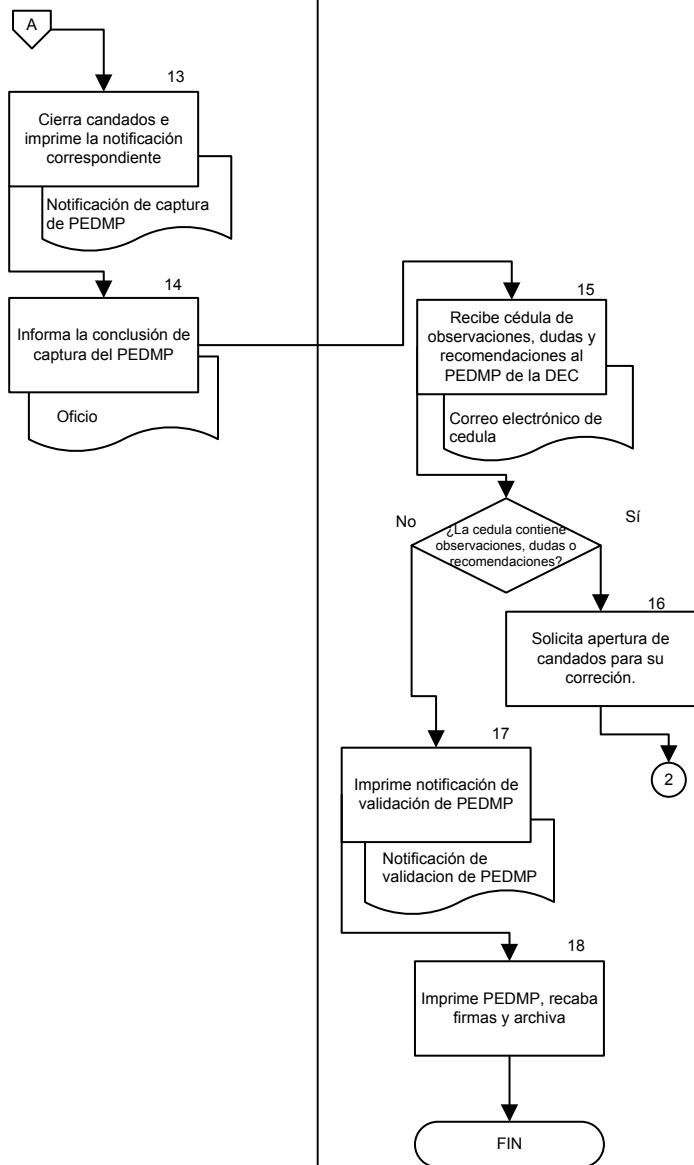 A
13
Cierra candados e
imprime la notificación
correspondiente
Notificación de captura
de PEDMP
14
Informa la conclusión de
captura del PEDMP
Oficio
15
Recibe cédula de
observaciones, dudas y
recomendaciones al
PEDMP de la DEC
Correo electrónico de
cedula
No
¿La cedula contiene
observaciones, dudas o
recomendaciones?
Sí
16
Solicita apertura de
candados para su
correción.
2
17
Imprime notificación de
validación de PEDMP
Notificación de
validacion de PEDMP
18
Imprime PEDMP, recaba
firmas y archiva
FIN